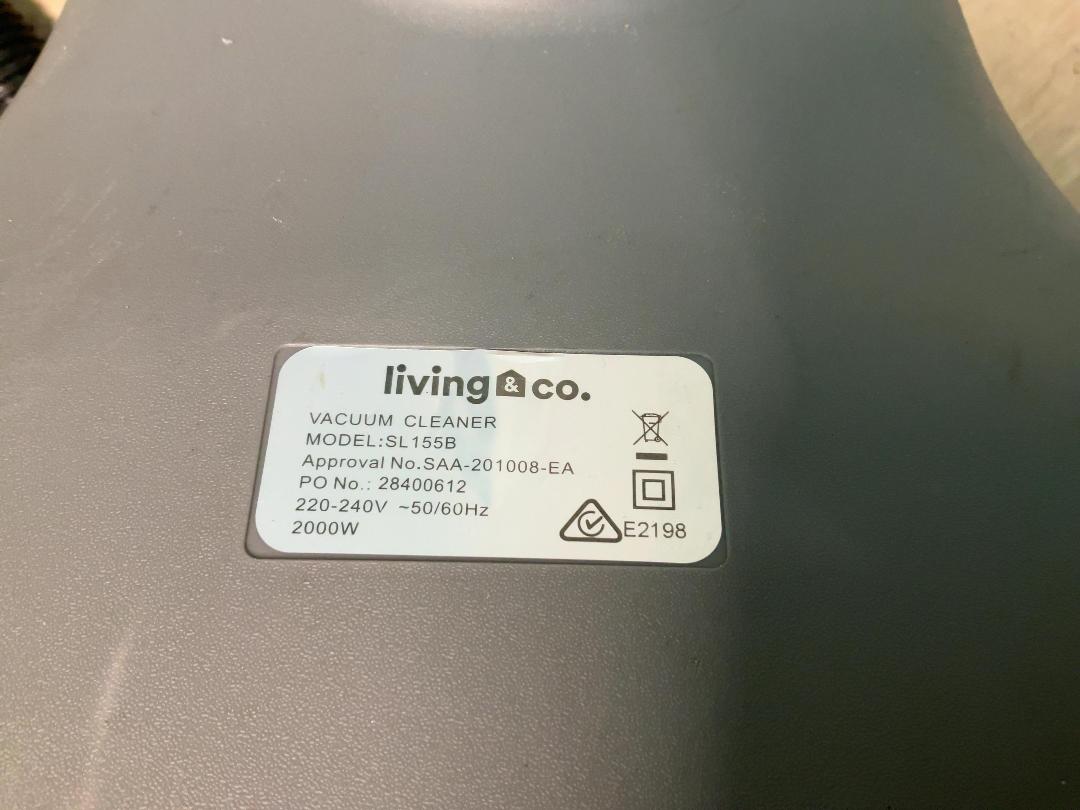 living & co.
VACUUM CLEANER
MODEL:SL155B
Approval No.SAA-201008-EA
PO No.: 28400612
220-240V ~50/60Hz
2000W
E2198